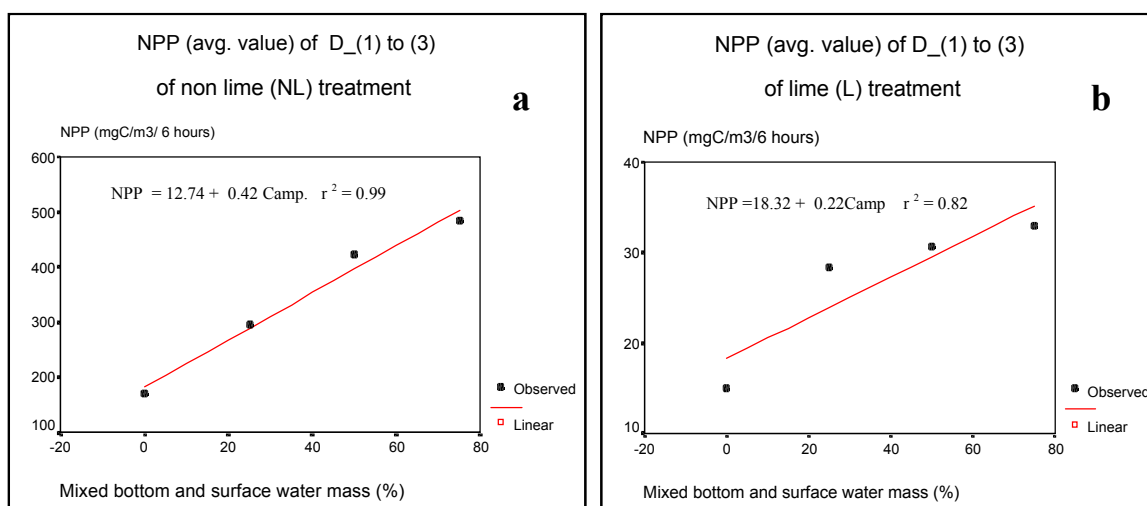 NPP (avg. value) of D_(1) to (3)
of non lime (NL) treatment
a
NPP (mgC/m3/ 6 hours)
600
500
400
300
200
100
NPP = 12.74 + 0.42 Camp. r 2 = 0.99
Observed
Linear
-20 0 20 40 60 80
Mixed bottom and surface water mass (%)
NPP (avg. value) of D_(1) to (3)
of lime (L) treatment
b
NPP (mgC/m3/6 hours)
40
30
20
10
NPP =18.32 + 0.22Camp r 2 = 0.82
Observed
Linear
-20 0 20 40 60 80
Mixed bottom and surface water mass (%)